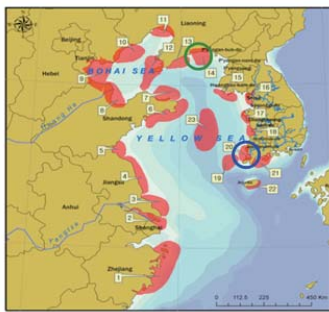 11
Liaoning
Beijing
10
12
13
Tianjin
14
BOHAI SEA
Hebei
9
Huang He
8
7
6
15
16
Shandong
17
23
YELLOW SEA
18
5
20
4
Jiangsu
19
21
22
Anhui
3
Yangtze
2
Shanghai
Zhejiang
1
0 112.5 225 450 Km